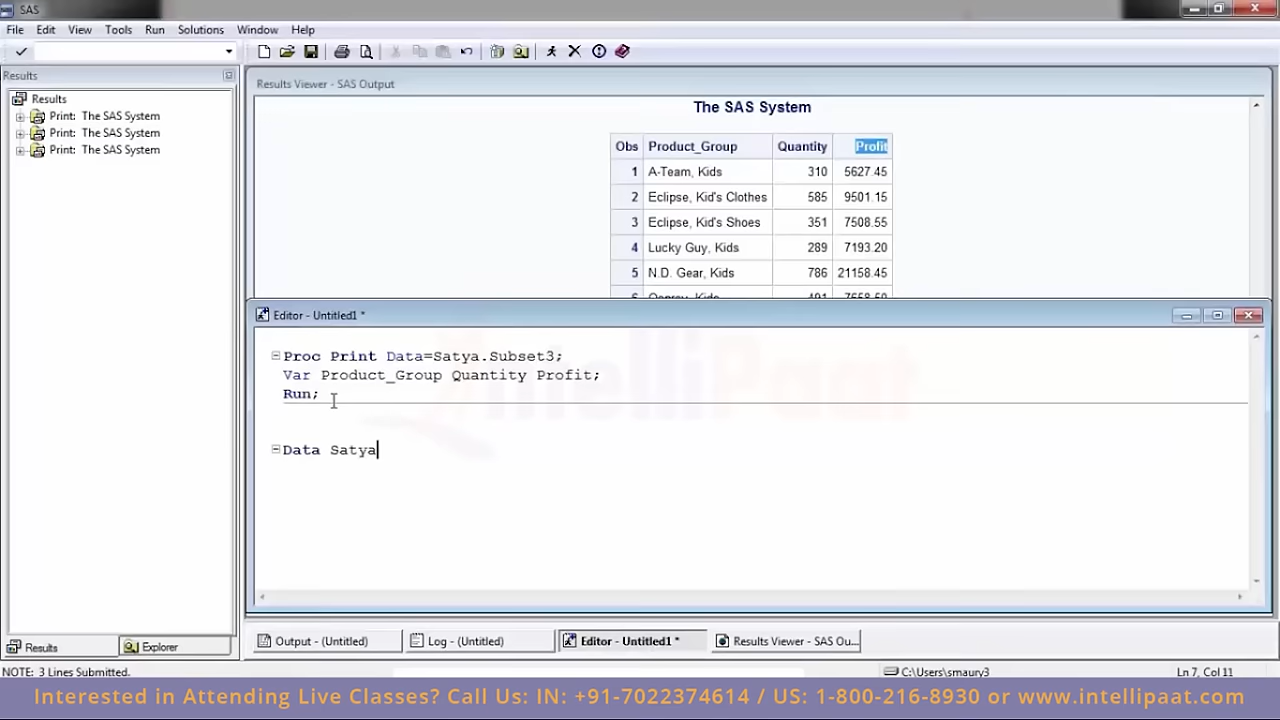 SAS
File Edit View Tools Run Solutions Window Help
Results
Results Viewer - SAS Output
Results
Print: The SAS System
Print: The SAS System
Print: The SAS System
The SAS System
Obs Product_Group Quantity Profit
1 A-Team, Kids 310 5627.45
2 Eclipse, Kid's Clothes 585 9501.15
3 Eclipse, Kid's Shoes 351 7508.55
4 Lucky Guy, Kids 289 7193.20
5 N.D. Gear, Kids 786 21158.45
Editor - Untitled1 *
Proc Print Data=Satya.Subset3;
Var Product_Group Quantity Profit;
Run;
Data Satya
IntelliPaat
Results Explorer
Output - (Untitled) Log - (Untitled) Editor - Untitled1 * Results Viewer - SAS Ou...
NOTE: 3 Lines Submitted. C:\Users\smaury3 Ln 7, Col 11
Interested in Attending Live Classes? Call Us: IN: +91-7022374614 / US: 1-800-216-8930 or www.intellipaat.com